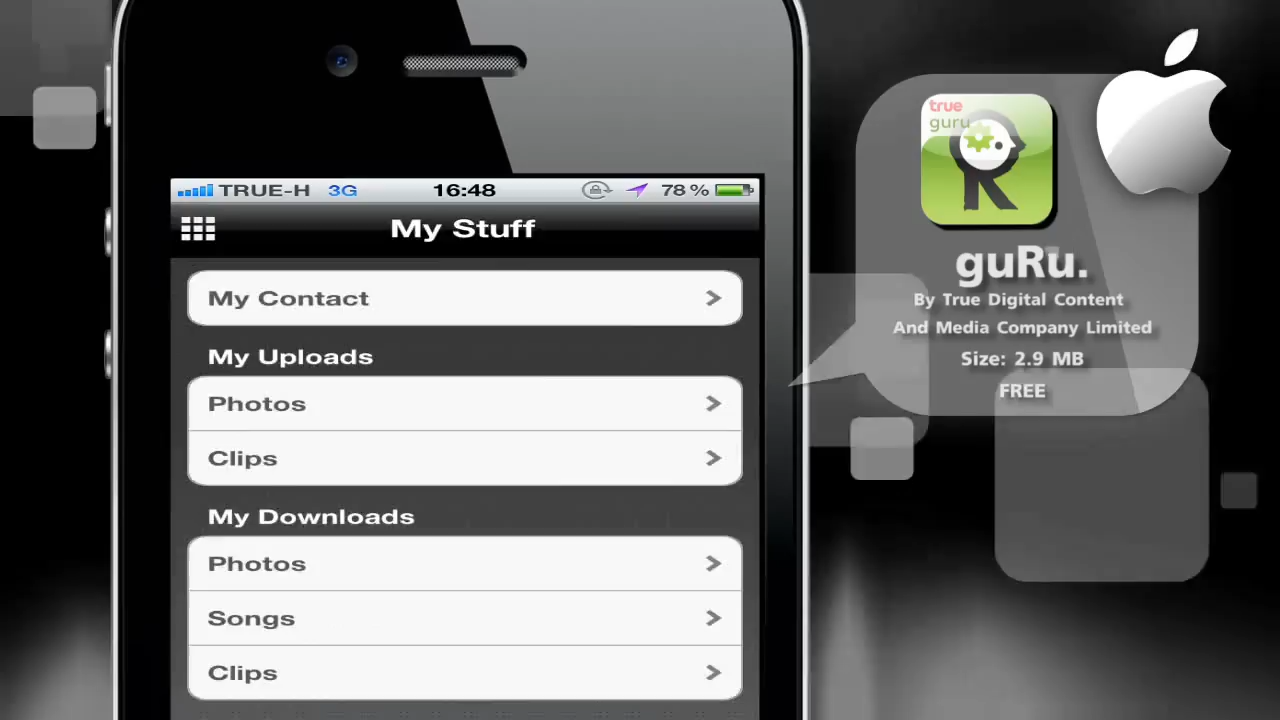 TRUE-H 3G 16:48 78 %
My Stuff
My Contact
My Uploads
Photos
Clips
My Downloads
Photos
Songs
Clips
true
guru
R
guRu.
By True Digital Content
And Media Company Limited
Size: 2.9 MB
FREE